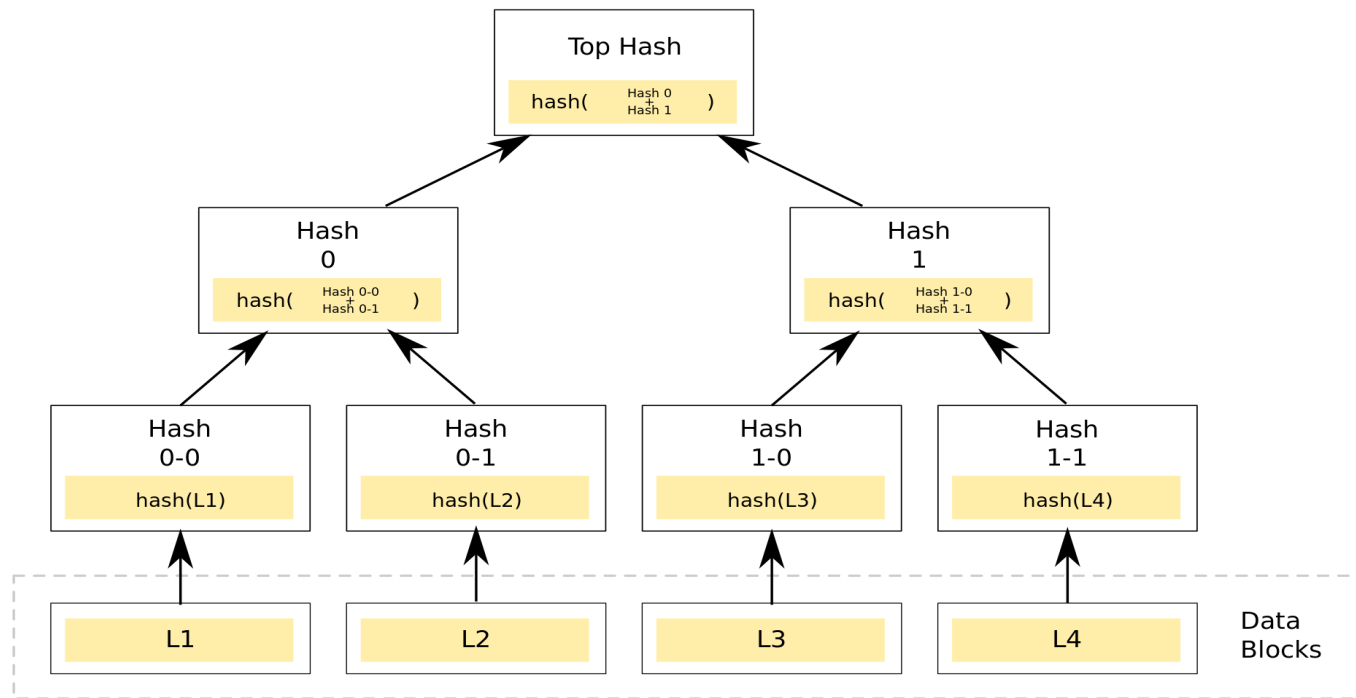 Top Hash
hash( Hash 0 + Hash 1 )
Hash
0
hash( Hash 0-0 + Hash 0-1 )
Hash
1
hash( Hash 1-0 + Hash 1-1 )
Hash
0-0
hash(L1)
Hash
0-1
hash(L2)
Hash
1-0
hash(L3)
Hash
1-1
hash(L4)
L1
L2
L3
L4
Data
Blocks